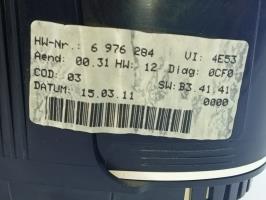 HW-Nr.: 6 976 284 VI: 4E53
Aend: 00.31 HW: 12 Diag: 0CF0
COD: 03 SW: B3.41.41
DATUM: 15.03.11 0000